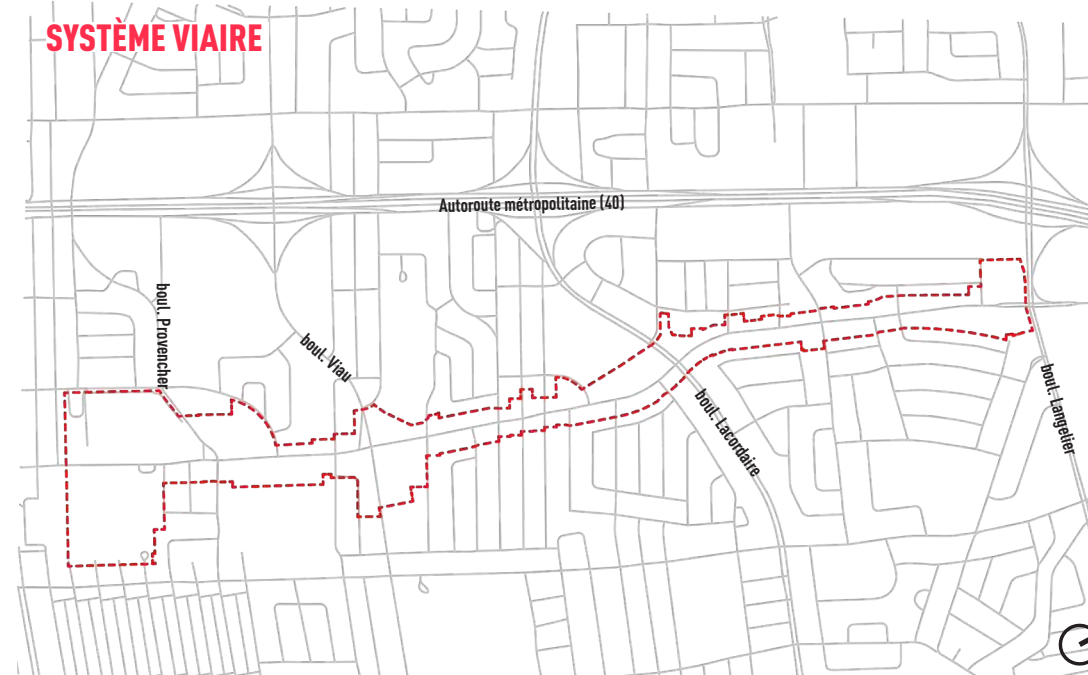 SYSTÈME VIAIRE
Autoroute métropolitaine (40)
boul. Provencher
boul. Viau
boul. Lacordaire
boul. Langelier